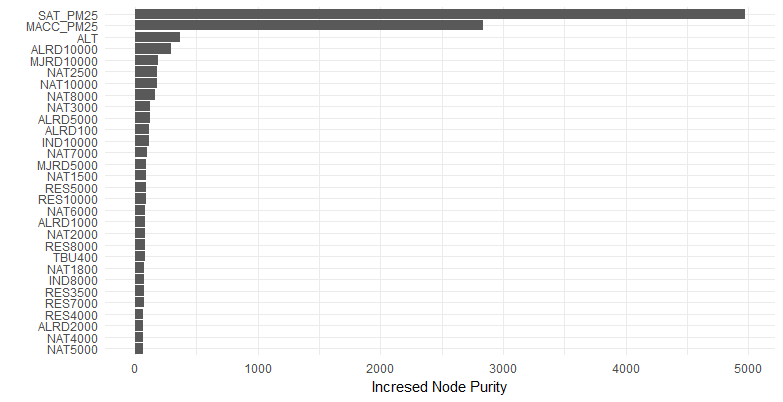 SAT_PM25
MACC_PM25
ALT
ALRD10000
MJRD10000
NAT2500
NAT10000
NAT8000
NAT3000
ALRD5000
ALRD100
IND10000
NAT7000
MJRD5000
NAT1500
RES5000
RES10000
NAT6000
ALRD1000
NAT2000
RES8000
TBU400
NAT1800
IND8000
RES3500
RES7000
RES4000
ALRD2000
NAT4000
NAT5000
0 1000 2000 3000 4000 5000
Incresed Node Purity